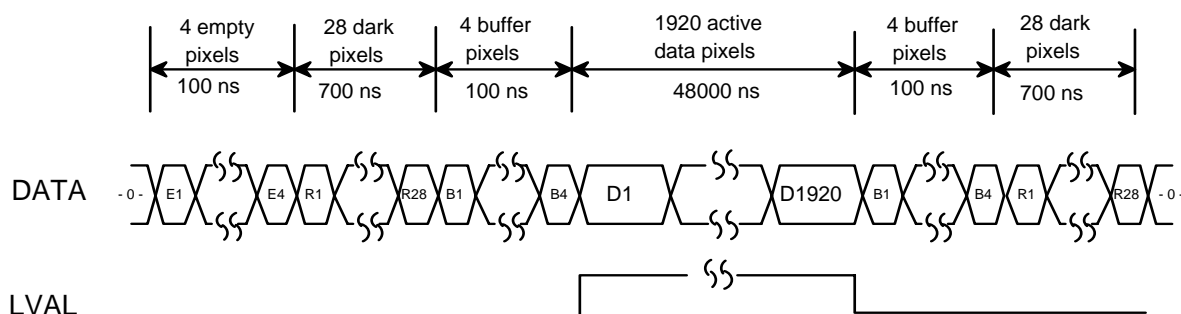 4 empty pixels 28 dark pixels 4 buffer pixels 1920 active data pixels 4 buffer pixels 28 dark pixels
100 ns 700 ns 100 ns 48000 ns 100 ns 700 ns
DATA - 0 - E1 E4 R1 R28 B1 B4 D1 D1920 B1 B4 R1 R28 - 0 -
LVAL